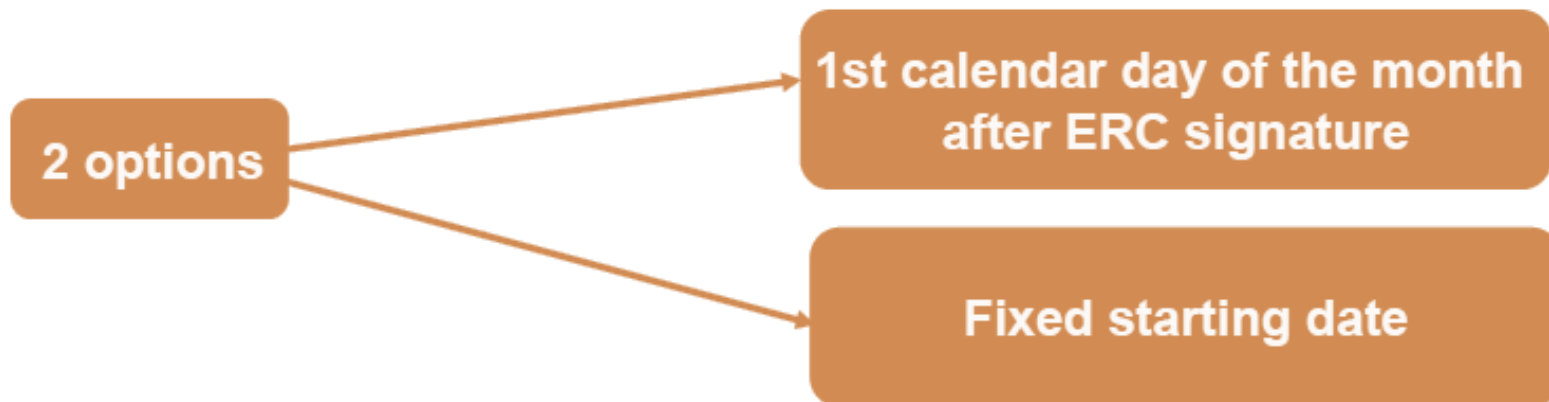 2 options
1st calendar day of the month
after ERC signature
Fixed starting date